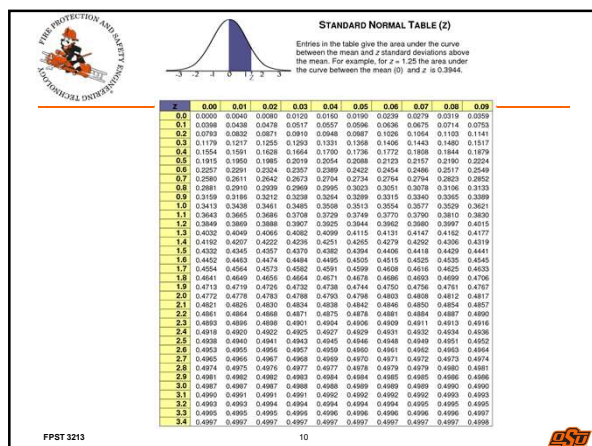 FIRE PROTECTION AND SAFETY ENGINEERING TECHNOLOGY
STANDARD NORMAL TABLE (Z)
Entries in the table give the area under the curve
between the mean and z standard deviations above
the mean. For example, for z = 1.25 the area under
the curve between the mean (0) and z is 0.3944.
-3 -2 -1 0 1 2 3
z
z 0.00 0.01 0.02 0.03 0.04 0.05 0.06 0.07 0.08 0.09
0.0 0.0000 0.0040 0.0080 0.0120 0.0160 0.0190 0.0239 0.0279 0.0319 0.0359
0.1 0.0398 0.0438 0.0478 0.0517 0.0557 0.0596 0.0636 0.0675 0.0714 0.0753
0.2 0.0793 0.0832 0.0871 0.0910 0.0948 0.0987 0.1026 0.1064 0.1103 0.1141
0.3 0.1179 0.1217 0.1255 0.1293 0.1331 0.1368 0.1406 0.1443 0.1480 0.1517
0.4 0.1554 0.1591 0.1628 0.1664 0.1700 0.1736 0.1772 0.1808 0.1844 0.1879
0.5 0.1915 0.1950 0.1985 0.2019 0.2054 0.2088 0.2123 0.2157 0.2190 0.2224
0.6 0.2257 0.2291 0.2324 0.2357 0.2389 0.2422 0.2454 0.2486 0.2517 0.2549
0.7 0.2580 0.2611 0.2642 0.2673 0.2704 0.2734 0.2764 0.2794 0.2823 0.2852
0.8 0.2881 0.2910 0.2939 0.2969 0.2995 0.3023 0.3051 0.3078 0.3106 0.3133
0.9 0.3159 0.3186 0.3212 0.3238 0.3264 0.3289 0.3315 0.3340 0.3365 0.3389
1.0 0.3413 0.3438 0.3461 0.3485 0.3508 0.3513 0.3554 0.3577 0.3529 0.3621
1.1 0.3643 0.3665 0.3686 0.3708 0.3729 0.3749 0.3770 0.3790 0.3810 0.3830
1.2 0.3849 0.3869 0.3888 0.3907 0.3925 0.3944 0.3962 0.3980 0.3997 0.4015
1.3 0.4032 0.4049 0.4066 0.4082 0.4099 0.4115 0.4131 0.4147 0.4162 0.4177
1.4 0.4192 0.4207 0.4222 0.4236 0.4251 0.4265 0.4279 0.4292 0.4306 0.4319
1.5 0.4332 0.4345 0.4357 0.4370 0.4382 0.4394 0.4406 0.4418 0.4429 0.4441
1.6 0.4452 0.4463 0.4474 0.4484 0.4495 0.4505 0.4515 0.4525 0.4535 0.4545
1.7 0.4554 0.4564 0.4573 0.4582 0.4591 0.4599 0.4608 0.4616 0.4625 0.4633
1.8 0.4641 0.4649 0.4656 0.4664 0.4671 0.4678 0.4686 0.4693 0.4699 0.4706
1.9 0.4713 0.4719 0.4726 0.4732 0.4738 0.4744 0.4750 0.4756 0.4761 0.4767
2.0 0.4772 0.4778 0.4783 0.4788 0.4793 0.4798 0.4803 0.4808 0.4812 0.4817
2.1 0.4821 0.4826 0.4830 0.4834 0.4838 0.4842 0.4846 0.4850 0.4854 0.4857
2.2 0.4861 0.4864 0.4868 0.4871 0.4875 0.4878 0.4881 0.4884 0.4887 0.4890
2.3 0.4893 0.4896 0.4898 0.4901 0.4904 0.4906 0.4909 0.4911 0.4913 0.4916
2.4 0.4918 0.4920 0.4922 0.4925 0.4927 0.4929 0.4931 0.4932 0.4934 0.4936
2.5 0.4938 0.4940 0.4941 0.4943 0.4945 0.4946 0.4948 0.4949 0.4951 0.4952
2.6 0.4953 0.4955 0.4956 0.4957 0.4959 0.4960 0.4961 0.4962 0.4963 0.4964
2.7 0.4965 0.4966 0.4967 0.4968 0.4969 0.4970 0.4971 0.4972 0.4973 0.4974
2.8 0.4974 0.4975 0.4976 0.4977 0.4977 0.4978 0.4979 0.4979 0.4980 0.4981
2.9 0.4981 0.4982 0.4982 0.4983 0.4984 0.4984 0.4985 0.4985 0.4986 0.4986
3.0 0.4987 0.4987 0.4987 0.4988 0.4988 0.4989 0.4989 0.4989 0.4990 0.4990
3.1 0.4990 0.4991 0.4991 0.4991 0.4992 0.4992 0.4992 0.4992 0.4993 0.4993
3.2 0.4993 0.4993 0.4994 0.4994 0.4994 0.4994 0.4994 0.4995 0.4995 0.4995
3.3 0.4995 0.4995 0.4995 0.4996 0.4996 0.4996 0.4996 0.4996 0.4996 0.4997
3.4 0.4997 0.4997 0.4997 0.4997 0.4997 0.4997 0.4997 0.4997 0.4997 0.4998
FPST 3213
10
OSU